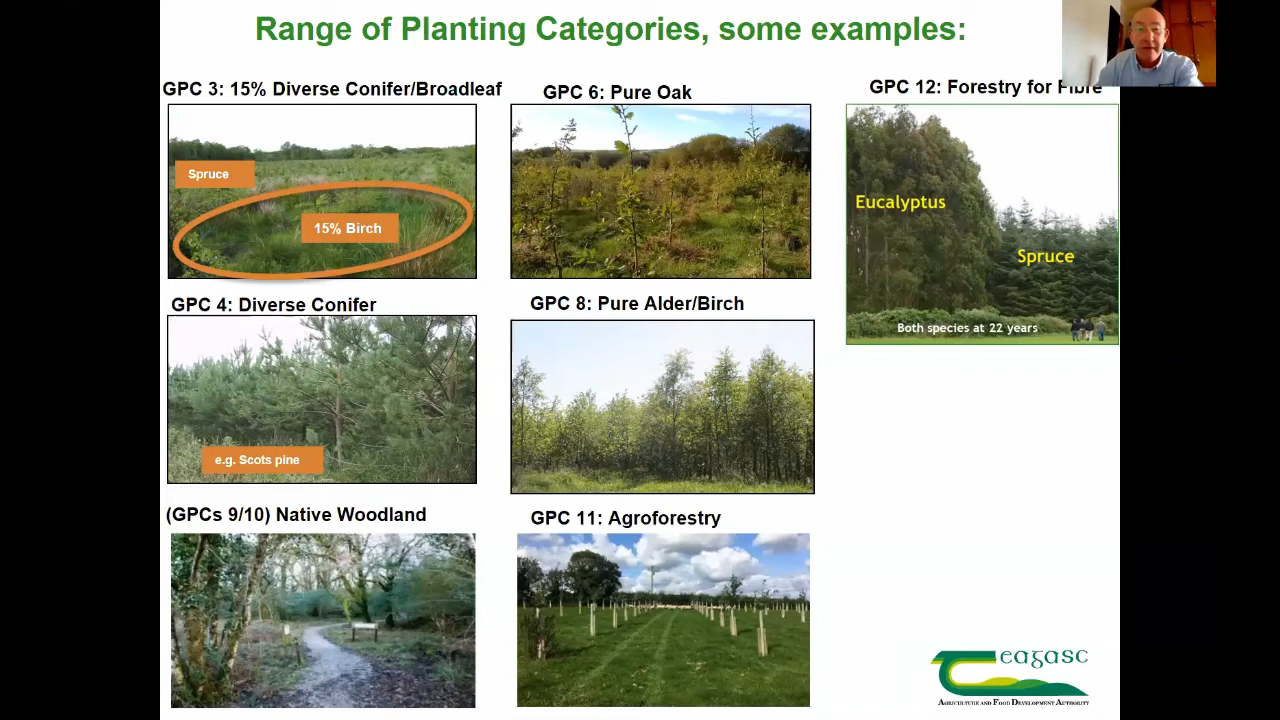 Range of Planting Categories, some examples:
GPC 3: 15% Diverse Conifer/Broadleaf
Spruce
15% Birch
GPC 6: Pure Oak
GPC 12: Forestry for Fibre
Eucalyptus
Spruce
Both species at 22 years
GPC 4: Diverse Conifer
e.g. Scots pine
GPC 8: Pure Alder/Birch
(GPCs 9/10) Native Woodland
GPC 11: Agroforestry
Teagasc
AGRICULTURE AND FOOD DEVELOPMENT AUTHORITY